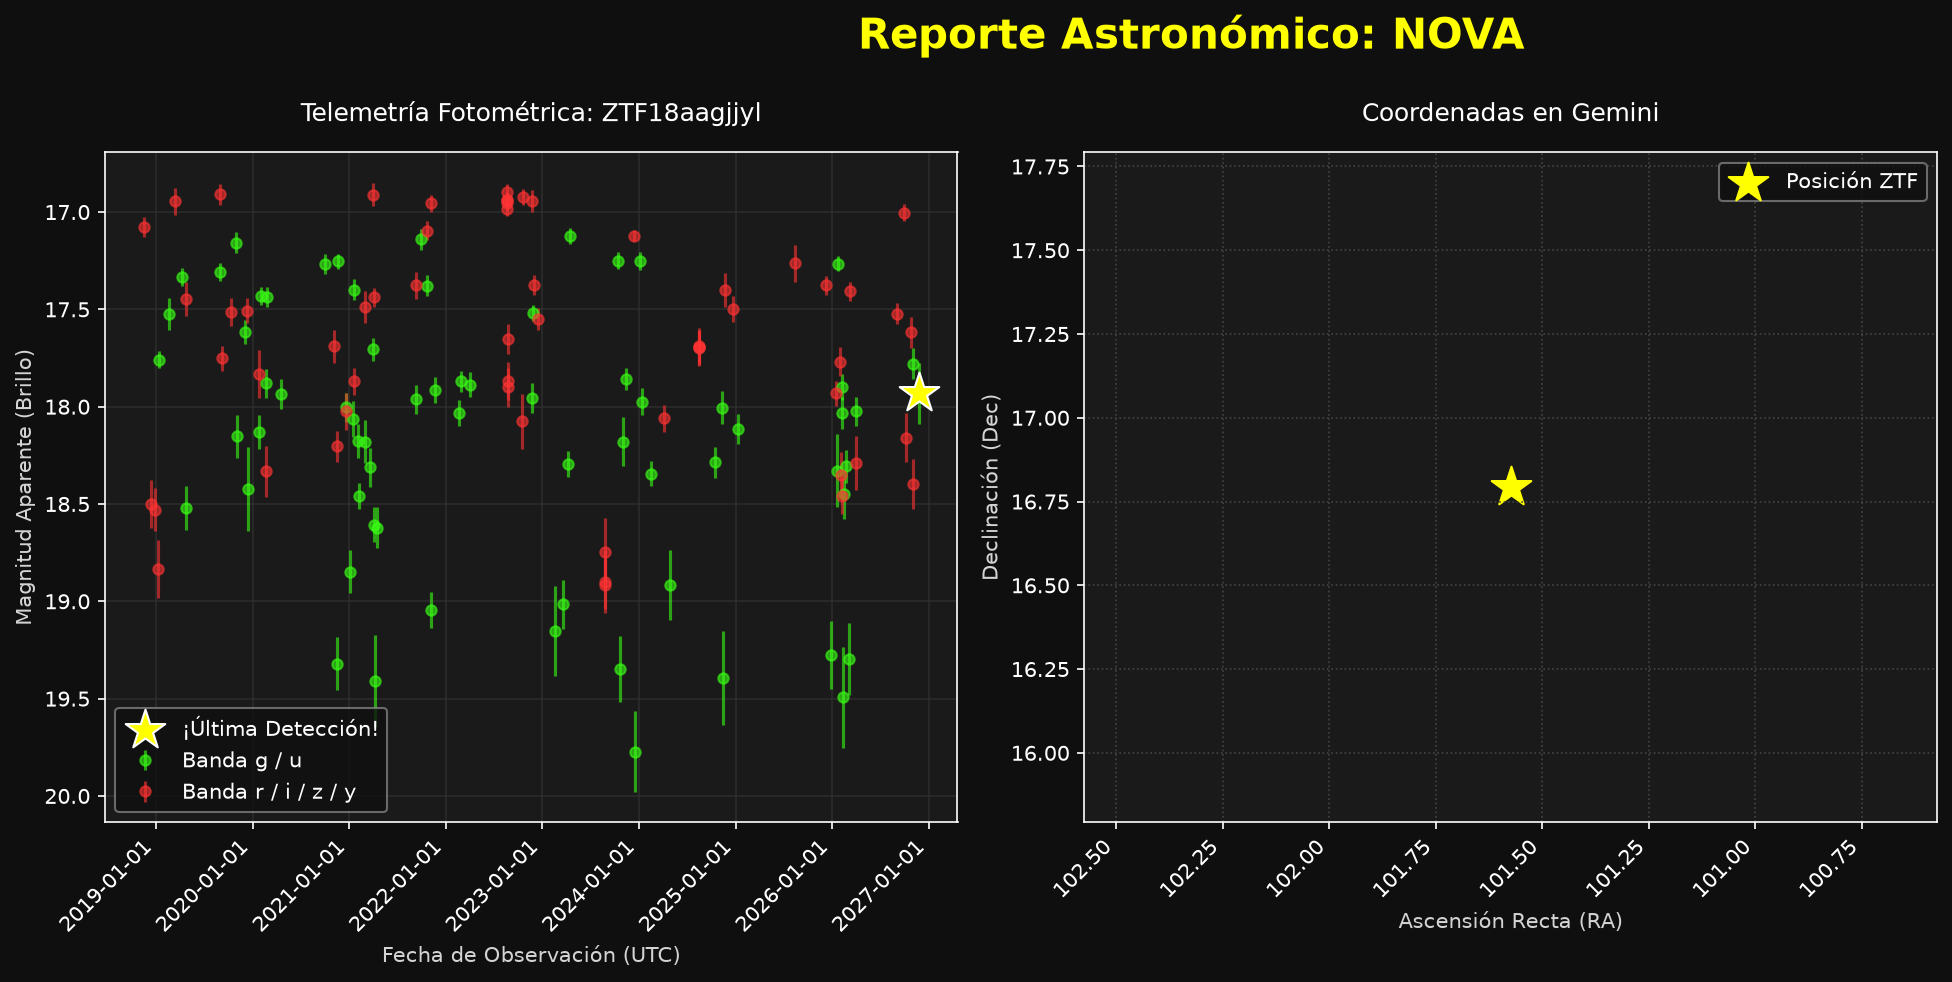 Reporte Astronómico: NOVA
Telemetría Fotométrica: ZTF18aagjjyl
Magnitud Aparente (Brillo)
17.0
17.5
18.0
18.5
19.0
19.5
20.0
¡Última Detección!
Banda g / u
Banda r / i / z / y
2019-01-01
2020-01-01
2021-01-01
2022-01-01
2023-01-01
2024-01-01
2025-01-01
2026-01-01
2027-01-01
Fecha de Observación (UTC)
Coordenadas en Gemini
Posición ZTF
Declinación (Dec)
17.75
17.50
17.25
17.00
16.75
16.50
16.25
16.00
102.50
102.25
102.00
101.75
101.50
101.25
101.00
100.75
Ascensión Recta (RA)